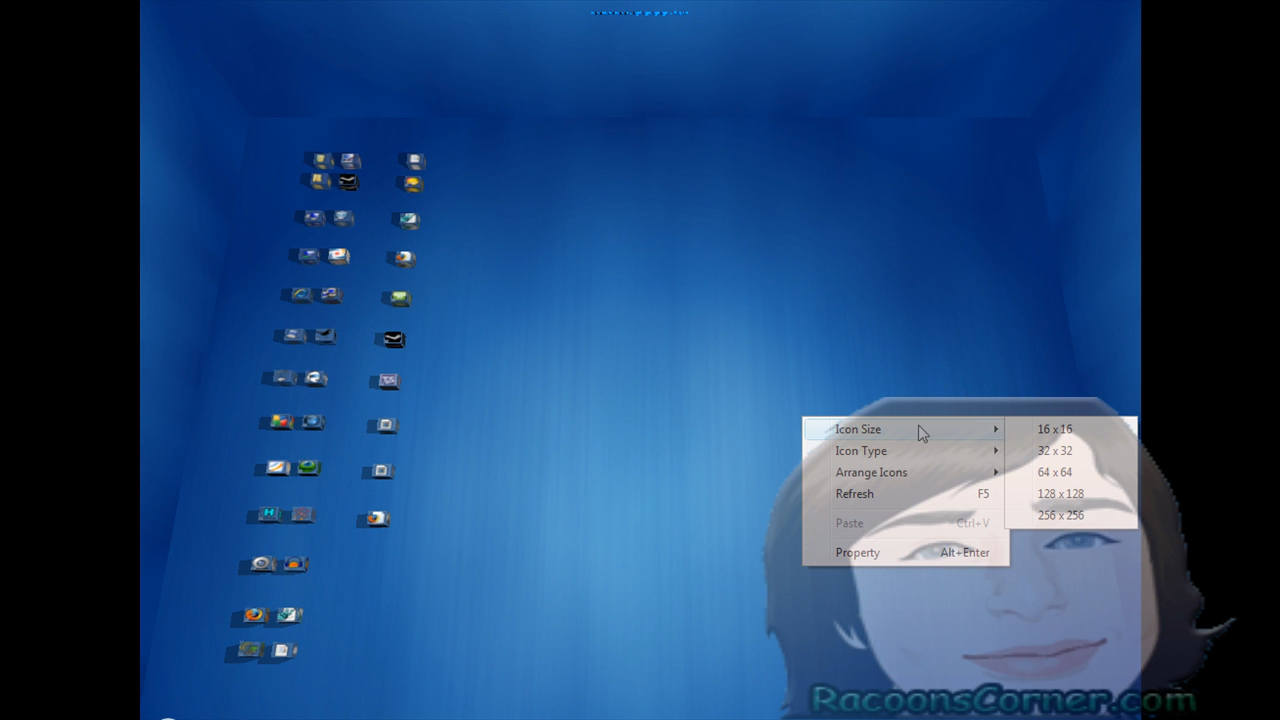 Icon Size
Icon Type
Arrange Icons
Refresh F5
Paste Ctrl+V
Property Alt+Enter
16 x 16
32 x 32
64 x 64
128 x 128
256 x 256
RacoonsCorner.com